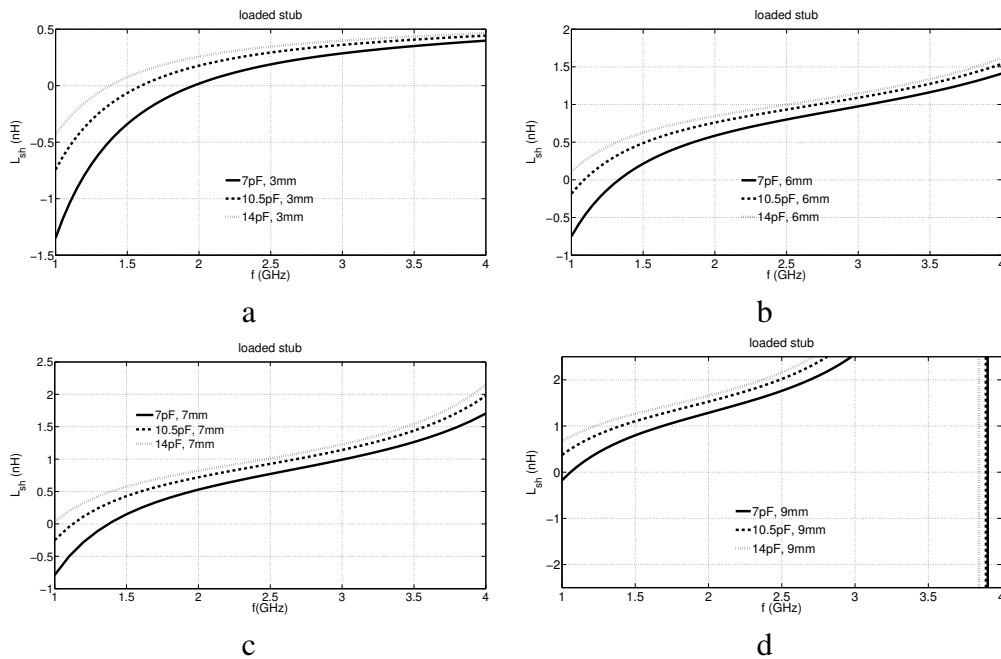 loaded stub
0.5
0
−0.5
−1
−1.5
L_sh (nH)
7pF, 3mm
10.5pF, 3mm
14pF, 3mm
1 1.5 2 2.5 3 3.5 4
f (GHz)
a
loaded stub
2
1.5
1
0.5
0
−0.5
−1
L_sh (nH)
7pF, 6mm
10.5pF, 6mm
14pF, 6mm
1 1.5 2 2.5 3 3.5 4
f (GHz)
b
loaded stub
2.5
2
1.5
1
0.5
0
−0.5
−1
L_sh (nH)
7pF, 7mm
10.5pF, 7mm
14pF, 7mm
1 1.5 2 2.5 3 3.5 4
f(GHz)
c
loaded stub
2
1
0
−1
−2
L_sh (nH)
7pF, 9mm
10.5pF, 9mm
14pF, 9mm
1 1.5 2 2.5 3 3.5 4
f (GHz)
d